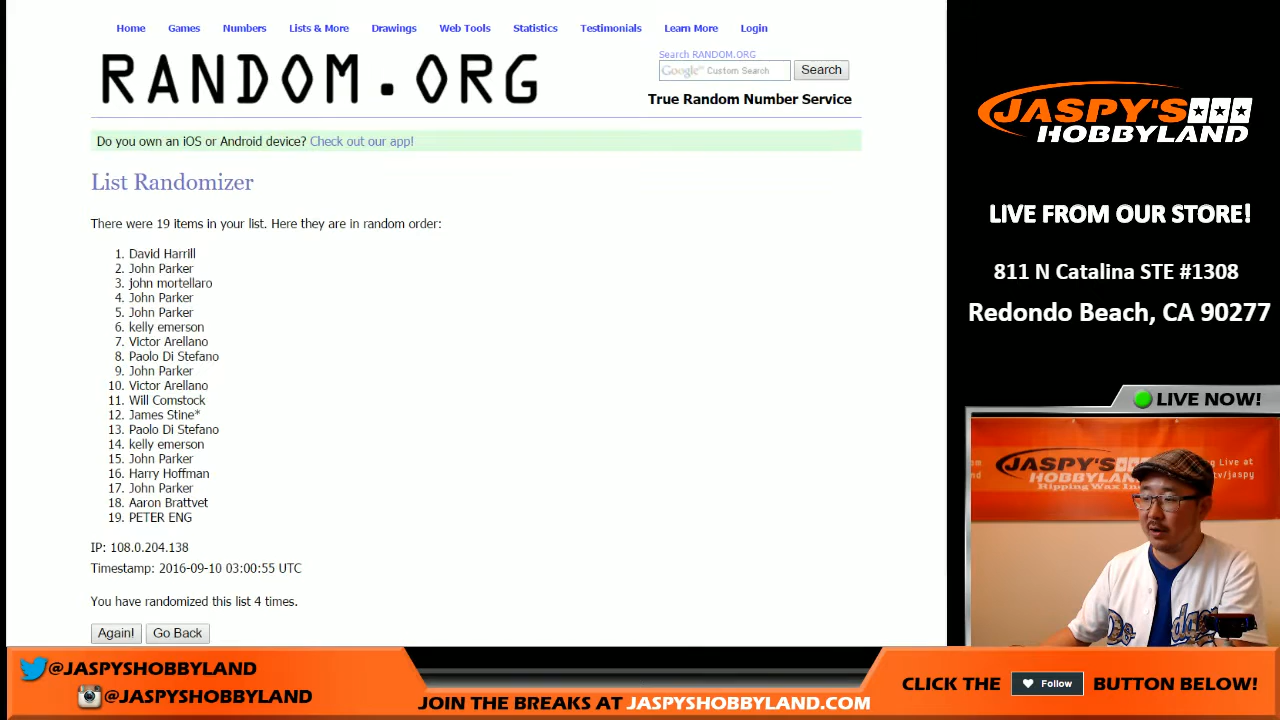 Home Games Numbers Lists & More Drawings Web Tools Statistics Testimonials Learn More Login
RANDOM.ORG
Search RANDOM.ORG
Google™ Custom Search Search
True Random Number Service
Do you own an iOS or Android device? Check out our app!
List Randomizer
There were 19 items in your list. Here they are in random order:
1. David Harrill
2. John Parker
3. john mortellaro
4. John Parker
5. John Parker
6. kelly emerson
7. Victor Arellano
8. Paolo Di Stefano
9. John Parker
10. Victor Arellano
11. Will Comstock
12. James Stine*
13. Paolo Di Stefano
14. kelly emerson
15. John Parker
16. Harry Hoffman
17. John Parker
18. Aaron Brattvet
19. PETER ENG
IP: 108.0.204.138
Timestamp: 2016-09-10 03:00:55 UTC
You have randomized this list 4 times.
Again! Go Back
JASPY'S
HOBBYLAND
LIVE FROM OUR STORE!
811 N Catalina STE #1308
Redondo Beach, CA 90277
LIVE NOW!
JASPY'S
HOBBYLAND
Ripping Wax
Live at
tv/jaspy
@JASPYSHOBBYLAND
@JASPYSHOBBYLAND
JOIN THE BREAKS AT JASPYSHOBBYLAND.COM
CLICK THE Follow BUTTON BELOW!